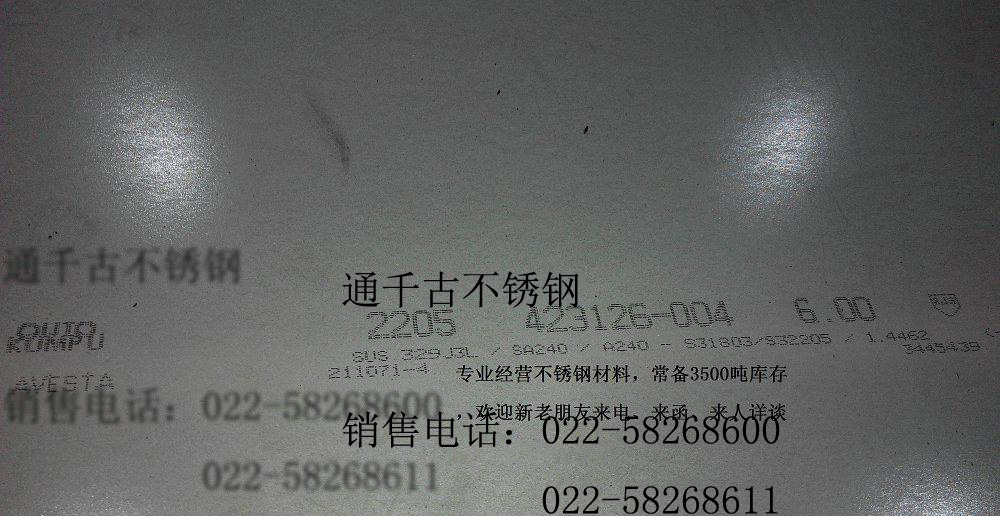 通千古不锈钢
通千古不锈钢
OUTO
KUMPU
2205 423126-004 6.00
SUS 329J3L / SA240 / A240 - S31803/S32205 / 1.4462
3445439
211071-4
AVESTA
专业经营不锈钢材料，常备3500吨库存
，欢迎新老朋友来电、来函、来人详谈
销售电话：022-58268600
销售电话：022-58268600
022-58268611
022-58268611